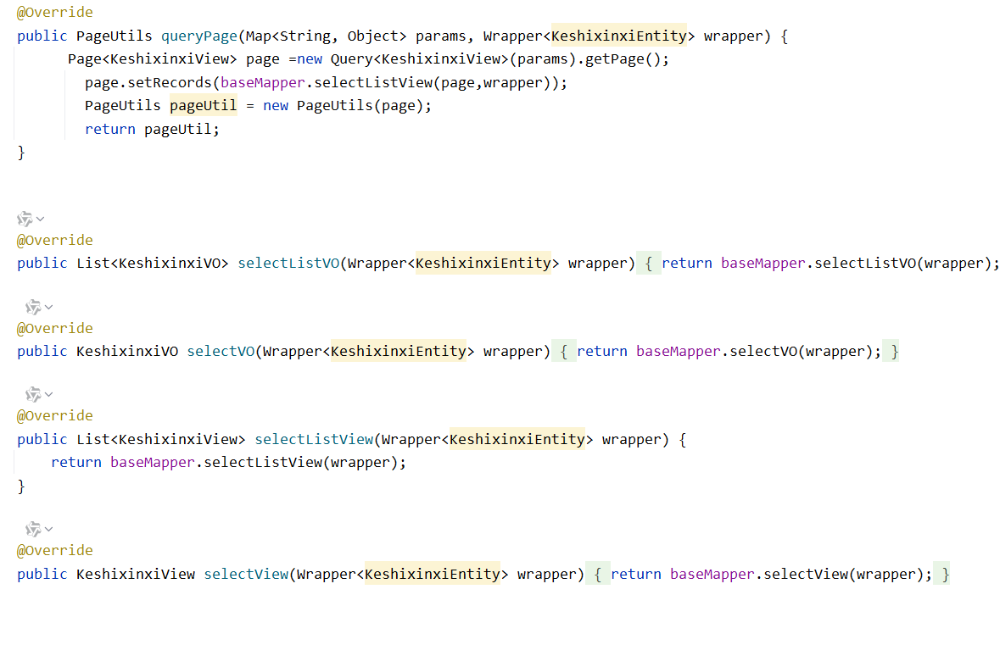 @Override
public PageUtils queryPage(Map<String, Object> params, Wrapper<KeshixinxiEntity> wrapper) {
      Page<KeshixinxiView> page =new Query<KeshixinxiView>(params).getPage();
        page.setRecords(baseMapper.selectListView(page,wrapper));
        PageUtils pageUtil = new PageUtils(page);
        return pageUtil;
}
@Override
public List<KeshixinxiVO> selectListVO(Wrapper<KeshixinxiEntity> wrapper) { return baseMapper.selectListVO(wrapper);
@Override
public KeshixinxiVO selectVO(Wrapper<KeshixinxiEntity> wrapper) { return baseMapper.selectVO(wrapper); }
@Override
public List<KeshixinxiView> selectListView(Wrapper<KeshixinxiEntity> wrapper) {
    return baseMapper.selectListView(wrapper);
}
@Override
public KeshixinxiView selectView(Wrapper<KeshixinxiEntity> wrapper) { return baseMapper.selectView(wrapper); }